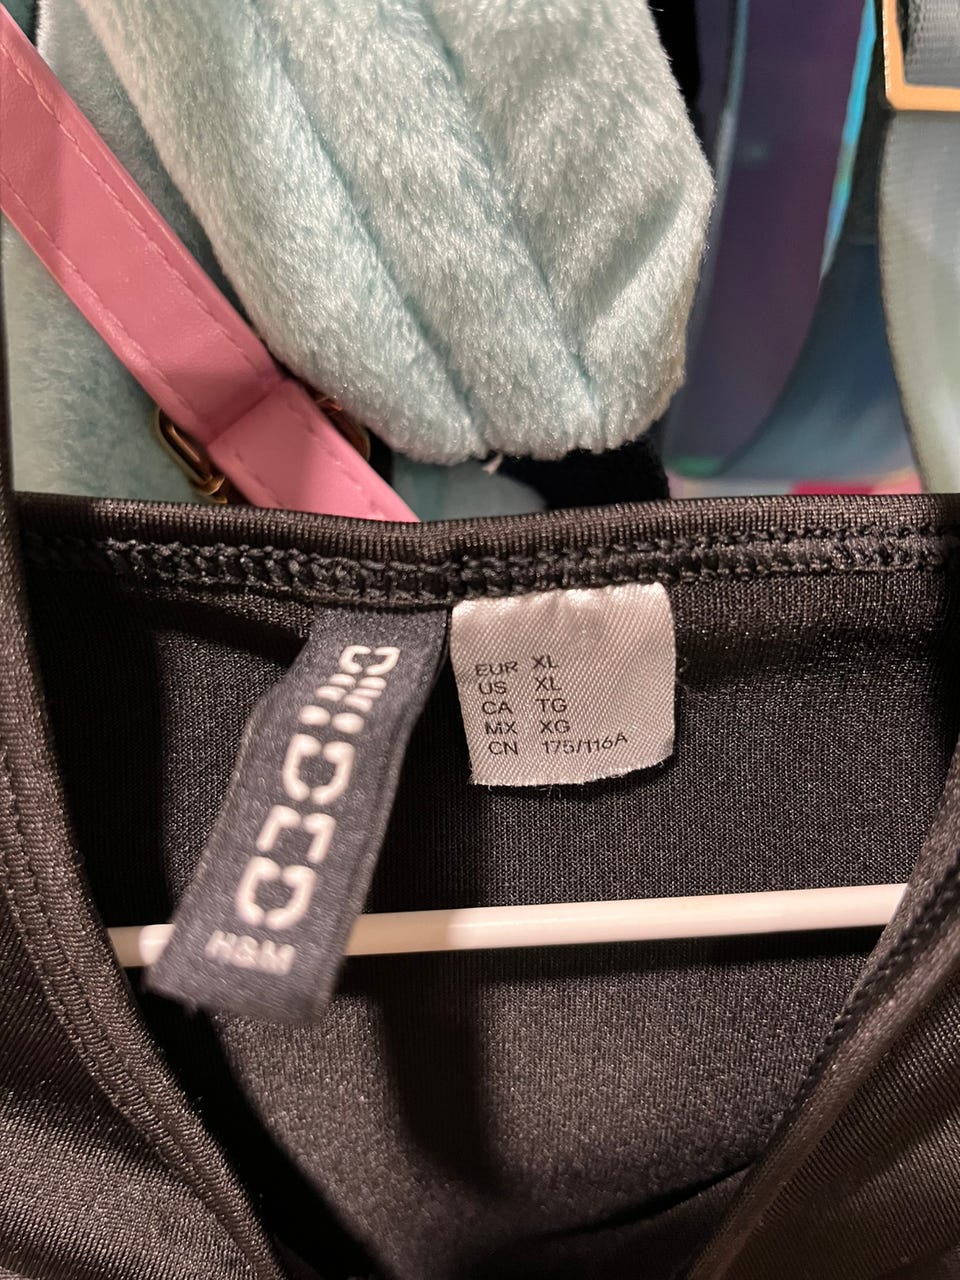 DIVIDED
H&M
EUR XL
US XL
CA TG
MX XG
CN 175/116A